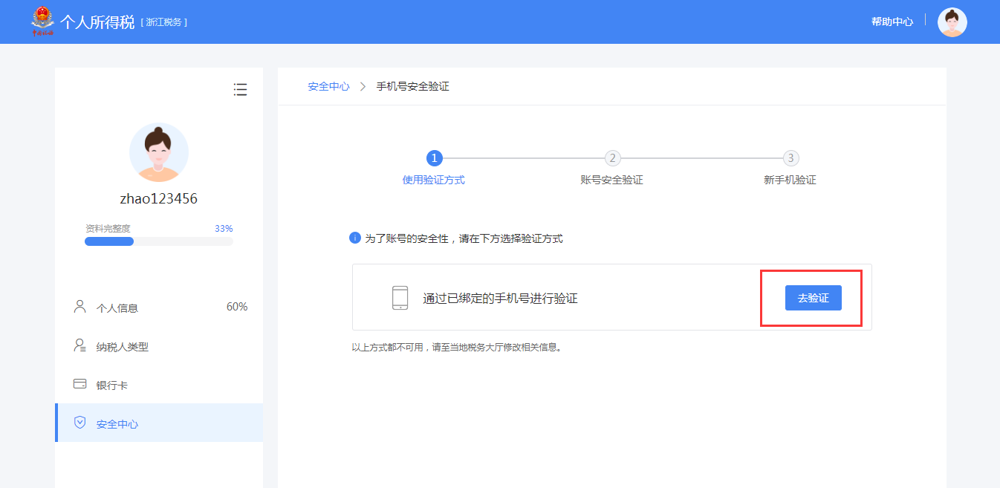 个人所得税 [ 浙江税务 ]
帮助中心
zhao123456
资料完整度 33%
个人信息 60%
纳税人类型
银行卡
安全中心
安全中心 > 手机号安全验证
1 2 3
使用验证方式 账号安全验证 新手机验证
为了账号的安全性，请在下方选择验证方式
通过已绑定的手机号进行验证 去验证
以上方式都不可用，请至当地税务大厅修改相关信息。